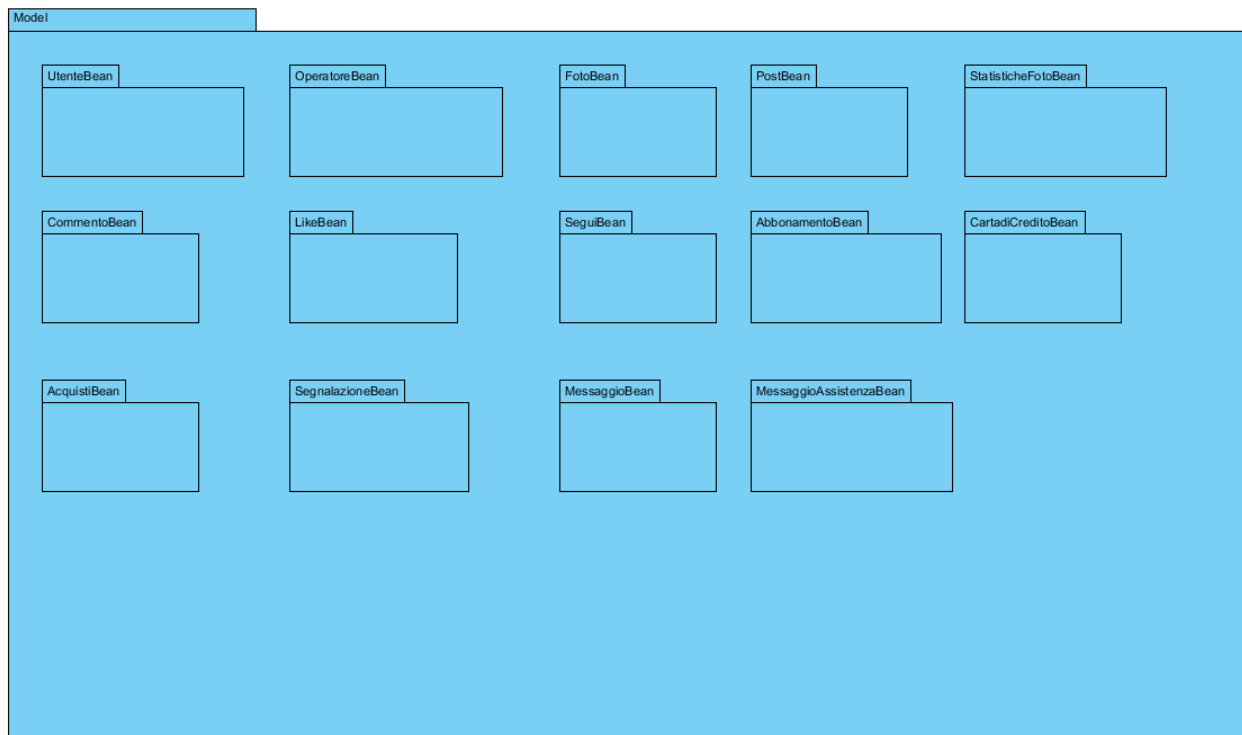 Model
UtenteBean
OperatoreBean
FotoBean
PostBean
StatisticheFotoBean
CommentoBean
LikeBean
SeguiBean
AbbonamentoBean
CartadiCreditoBean
AcquistiBean
SegnalazioneBean
MessaggioBean
MessaggioAssistenzaBean